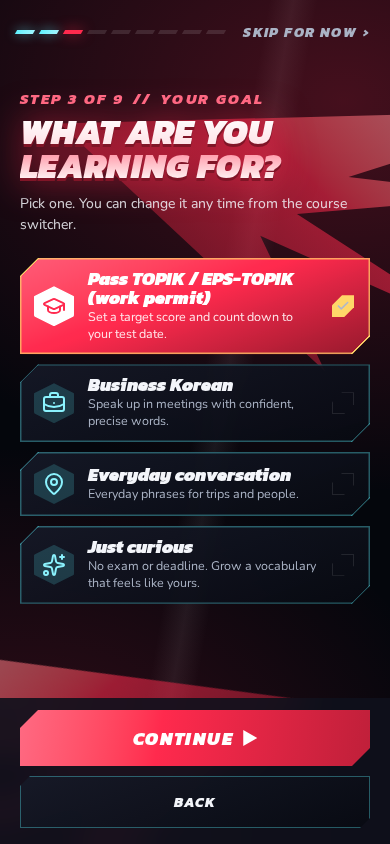 SKIP FOR NOW ›
STEP 3 OF 9 // YOUR GOAL
WHAT ARE YOU
LEARNING FOR?
Pick one. You can change it any time from the course
switcher.
Pass TOPIK / EPS-TOPIK
(work permit)
Set a target score and count down to
your test date.
Business Korean
Speak up in meetings with confident,
precise words.
Everyday conversation
Everyday phrases for trips and people.
Just curious
No exam or deadline. Grow a vocabulary
that feels like yours.
CONTINUE ▶
BACK